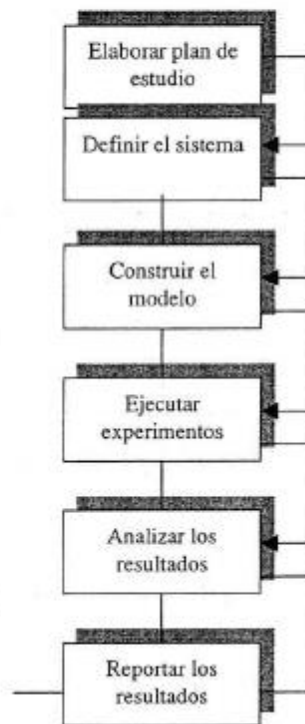 Elaborar plan de
estudio
Definir el sistema
Construir el
modelo
Ejecutar
experimentos
Analizar los
resultados
Reportar los
resultados